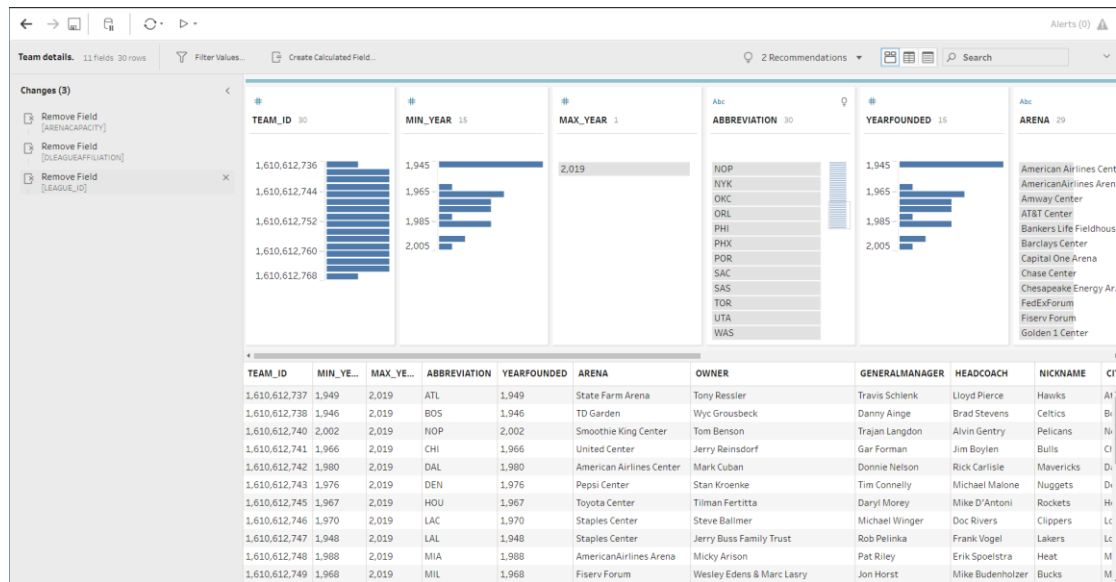 Alerts (0)
Team details. 11 fields 30 rows Filter Values... Create Calculated Field... 2 Recommendations Search
Changes (3)
Remove Field
[ARENACAPACITY]
Remove Field
[DLEAGUEAFFILIATION]
Remove Field
[LEAGUE_ID]
#
TEAM_ID 30
1,610,612,736
1,610,612,744
1,610,612,752
1,610,612,760
1,610,612,768
#
MIN_YEAR 15
1,945
1,965
1,985
2,005
#
MAX_YEAR 1
2,019
Abc
ABBREVIATION 30
NOP
NYK
OKC
ORL
PHI
PHX
POR
SAC
SAS
TOR
UTA
WAS
#
YEARFOUNDED 15
1,945
1,965
1,985
2,005
Abc
ARENA 29
American Airlines Cent
AmericanAirlines Aren
Amway Center
AT&T Center
Bankers Life Fieldhous
Barclays Center
Capital One Arena
Chase Center
Chesapeake Energy Ar.
FedExForum
Fiserv Forum
Golden 1 Center
TEAM_ID MIN_YE... MAX_YE... ABBREVIATION YEARFOUNDED ARENA OWNER GENERALMANAGER HEADCOACH NICKNAME
1,610,612,737 1,949 2,019 ATL 1,949 State Farm Arena Tony Ressler Travis Schlenk Lloyd Pierce Hawks
1,610,612,738 1,946 2,019 BOS 1,946 TD Garden Wyc Grousbeck Danny Ainge Brad Stevens Celtics
1,610,612,740 2,002 2,019 NOP 2,002 Smoothie King Center Tom Benson Trajan Langdon Alvin Gentry Pelicans
1,610,612,741 1,966 2,019 CHI 1,966 United Center Jerry Reinsdorf Gar Forman Jim Boylen Bulls
1,610,612,742 1,980 2,019 DAL 1,980 American Airlines Center Mark Cuban Donnie Nelson Rick Carlisle Mavericks
1,610,612,743 1,976 2,019 DEN 1,976 Pepsi Center Stan Kroenke Tim Connelly Michael Malone Nuggets
1,610,612,745 1,967 2,019 HOU 1,967 Toyota Center Tilman Fertitta Daryl Morey Mike D'Antoni Rockets
1,610,612,746 1,970 2,019 LAC 1,970 Staples Center Steve Ballmer Michael Winger Doc Rivers Clippers
1,610,612,747 1,948 2,019 LAL 1,948 Staples Center Jerry Buss Family Trust Rob Pelinka Frank Vogel Lakers
1,610,612,748 1,988 2,019 MIA 1,988 AmericanAirlines Arena Micky Arison Pat Riley Erik Spoelstra Heat
1,610,612,749 1,968 2,019 MIL 1,968 Fiserv Forum Wesley Edens & Marc Lasry Jon Horst Mike Budenholzer Bucks